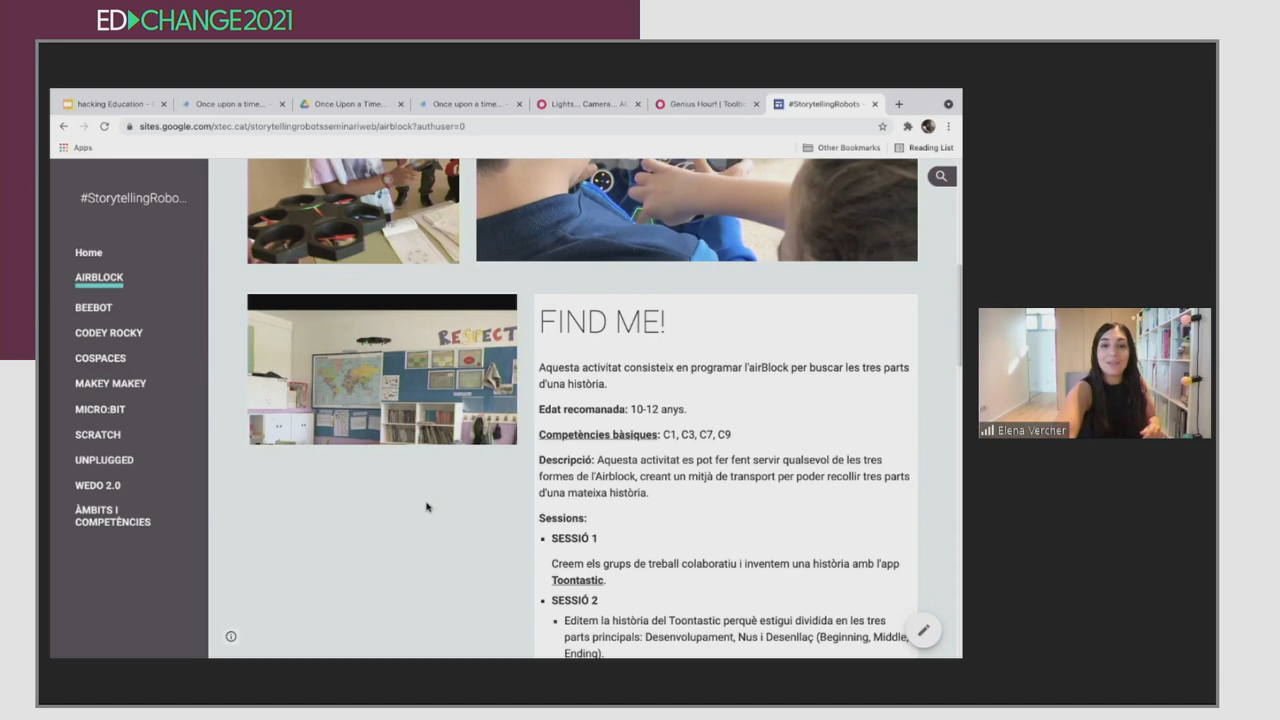 ED CHANGE2021
hacking Education -
Once upon a time...
Once Upon a Time...
Once upon a time...
Lights... Camera...
Genius Hour! | Toolb
#StorytellingRobots
sites.google.com/xtec.cat/storytellingrobotsseminariweb/airblock?authuser=0
Apps
Other Bookmarks
Reading List
#StorytellingRobo...
Home
AIRBLOCK
BEEBOT
CODEY ROCKY
COSPACES
MAKEY MAKEY
MICRO:BIT
SCRATCH
UNPLUGGED
WEDO 2.0
ÀMBITS I
COMPETÈNCIES
RESPECT
FIND ME!
Aquesta activitat consisteix en programar l'airBlock per buscar les tres parts
d'una història.
Edat recomanada: 10-12 anys.
Competències bàsiques: C1, C3, C7, C9
Descripció: Aquesta activitat es pot fer fent servir qualsevol de les tres
formes de l'Airblock, creant un mitjà de transport per poder recollir tres parts
d'una mateixa història.
Sessions:
SESSIÓ 1
Creem els grups de treball colaboratiu i inventem una història amb l'app
Toontastic.
SESSIÓ 2
Editem la història del Toontastic perquè estigui dividida en les tres
parts principals: Desenvolupament, Nus i Desenllaç (Beginning, Middle,
Ending).
Elena Vercher